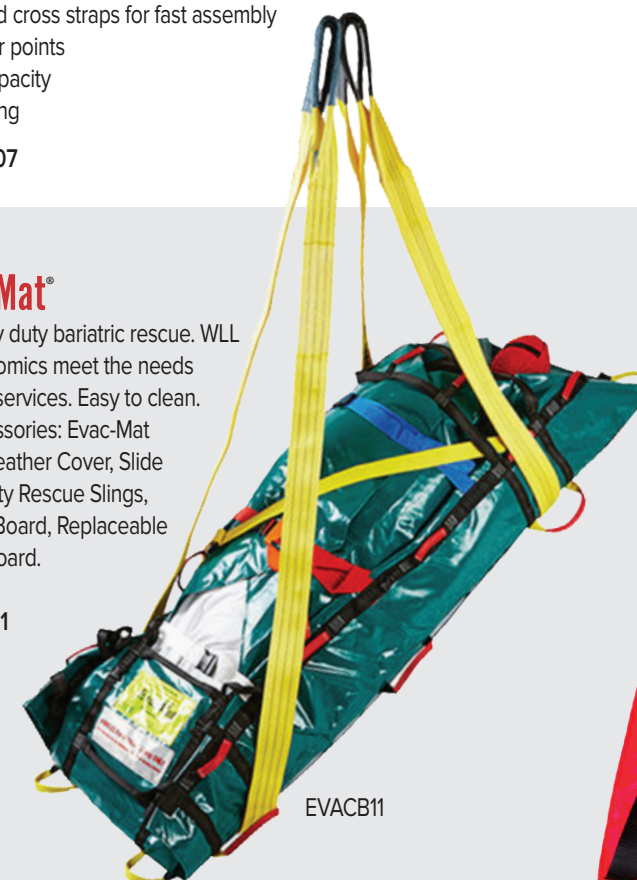 d cross straps for fast assembly
r points
pacity
ng
07
Mat®
y duty bariatric rescue. WLL
omics meet the needs
services. Easy to clean.
ssories: Evac-Mat
eather Cover, Slide
ty Rescue Slings,
Board, Replaceable
oard.
1
EVACB11